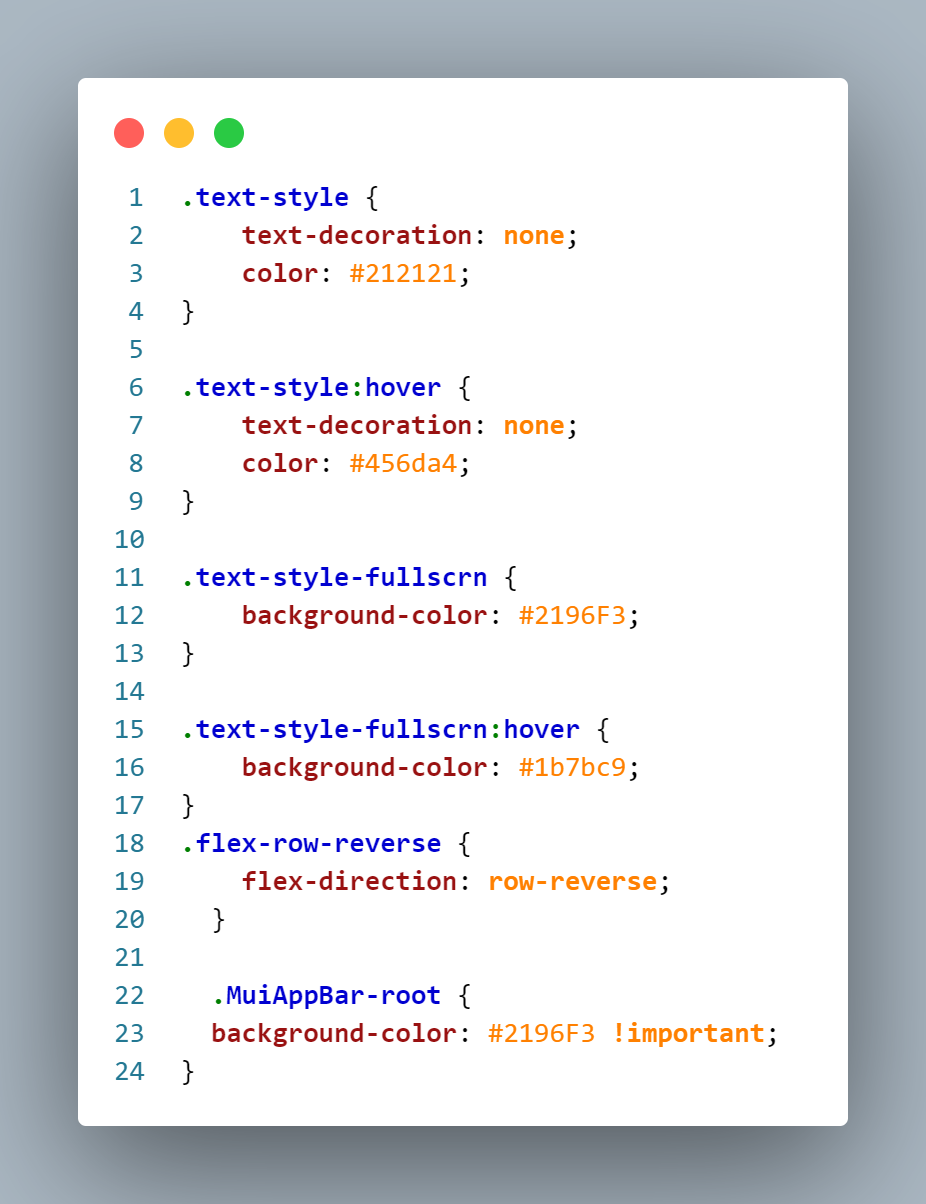 1 .text-style {
2     text-decoration: none;
3     color: #212121;
4 }
5
6 .text-style:hover {
7     text-decoration: none;
8     color: #456da4;
9 }
10
11 .text-style-fullscrn {
12     background-color: #2196F3;
13 }
14
15 .text-style-fullscrn:hover {
16     background-color: #1b7bc9;
17 }
18 .flex-row-reverse {
19     flex-direction: row-reverse;
20   }
21
22   .MuiAppBar-root {
23   background-color: #2196F3 !important;
24 }